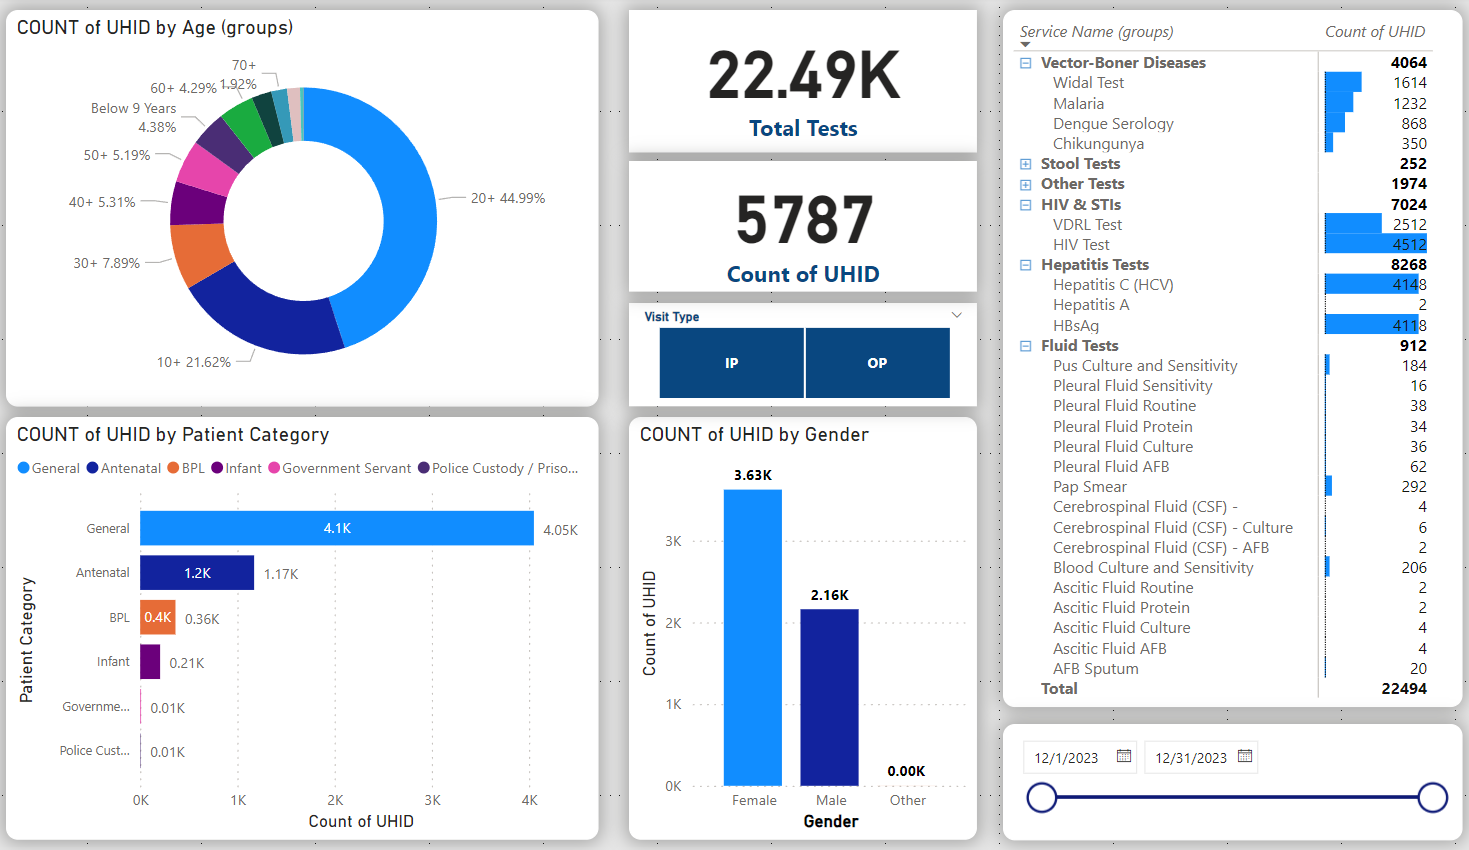 COUNT of UHID by Age (groups)
70+
1.92%
60+ 4.29%
Below 9 Years
4.38%
50+ 5.19%
40+ 5.31%
30+ 7.89%
10+ 21.62%
20+ 44.99%
22.49K
Total Tests
5787
Count of UHID
Visit Type
IP OP
COUNT of UHID by Patient Category
General Antenatal BPL Infant Government Servant Police Custody / Priso...
Patient Category
General 4.1K 4.05K
Antenatal 1.2K 1.17K
BPL 0.4K 0.36K
Infant 0.21K
Governme... 0.01K
Police Cust... 0.01K
0K 1K 2K 3K 4K
Count of UHID
COUNT of UHID by Gender
Count of UHID
3.63K
3K
2.16K
2K
1K
0.00K
0K
Female Male Other
Gender
Service Name (groups) Count of UHID
Vector-Boner Diseases 4064
Widal Test 1614
Malaria 1232
Dengue Serology 868
Chikungunya 350
Stool Tests 252
Other Tests 1974
HIV & STIs 7024
VDRL Test 2512
HIV Test 4512
Hepatitis Tests 8268
Hepatitis C (HCV) 4148
Hepatitis A 2
HBsAg 4118
Fluid Tests 912
Pus Culture and Sensitivity 184
Pleural Fluid Sensitivity 16
Pleural Fluid Routine 38
Pleural Fluid Protein 34
Pleural Fluid Culture 36
Pleural Fluid AFB 62
Pap Smear 292
Cerebrospinal Fluid (CSF) - 4
Cerebrospinal Fluid (CSF) - Culture 6
Cerebrospinal Fluid (CSF) - AFB 2
Blood Culture and Sensitivity 206
Ascitic Fluid Routine 2
Ascitic Fluid Protein 2
Ascitic Fluid Culture 4
Ascitic Fluid AFB 4
AFB Sputum 20
Total 22494
12/1/2023 12/31/2023